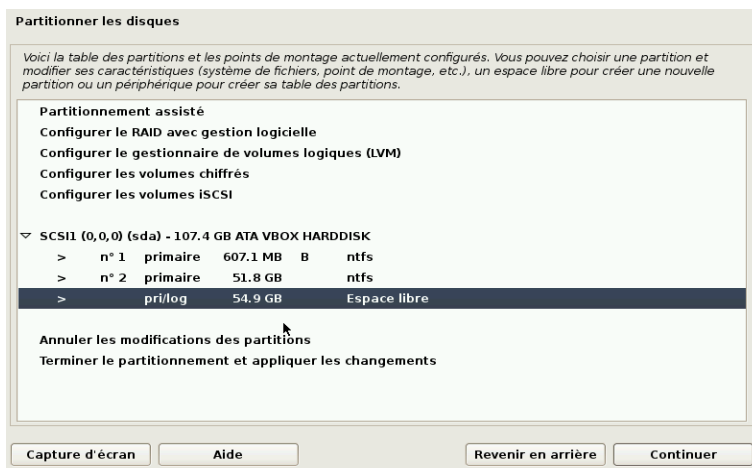 Partitionner les disques
Voici la table des partitions et les points de montage actuellement configurés. Vous pouvez choisir une partition et
modifier ses caractéristiques (système de fichiers, point de montage, etc.), un espace libre pour créer une nouvelle
partition ou un périphérique pour créer sa table des partitions.
Partitionnement assisté
Configurer le RAID avec gestion logicielle
Configurer le gestionnaire de volumes logiques (LVM)
Configurer les volumes chiffrés
Configurer les volumes iSCSI
SCSI1 (0,0,0) (sda) - 107.4 GB ATA VBOX HARDDISK
> n° 1 primaire 607.1 MB B ntfs
> n° 2 primaire 51.8 GB ntfs
> pri/log 54.9 GB Espace libre
Annuler les modifications des partitions
Terminer le partitionnement et appliquer les changements
Capture d'écran Aide Revenir en arrière Continuer